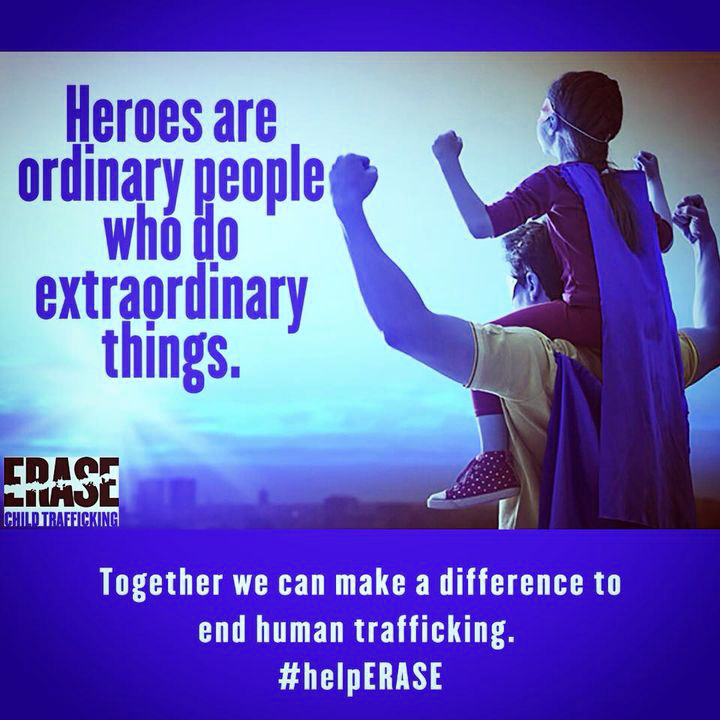 Heroes are
ordinary people
who do
extraordinary
things.
ERASE
CHILD TRAFFICKING
Together we can make a difference to
end human trafficking.
#helpERASE